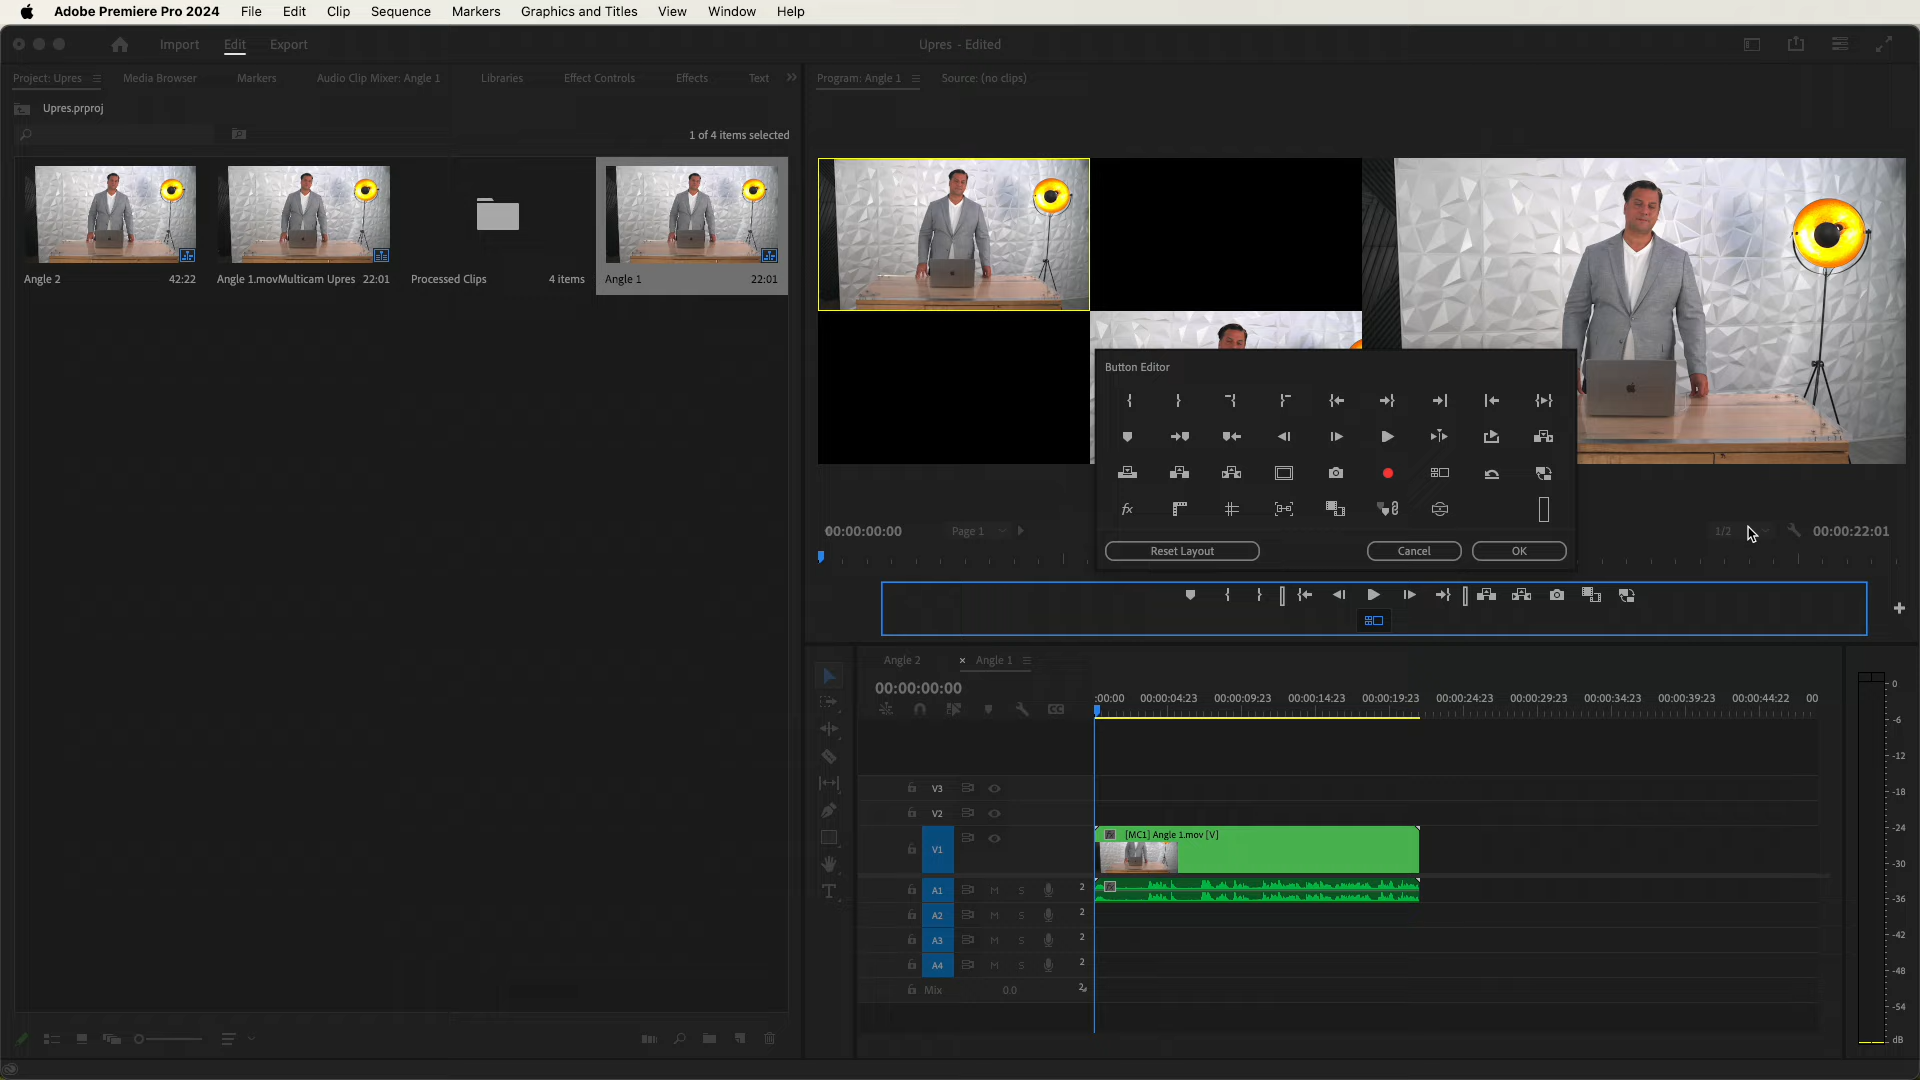 Adobe Premiere Pro 2024 File Edit Clip Sequence Markers Graphics and Titles View Window Help
Import Edit Export Upres - Edited
Project: Upres Media Browser Markers Audio Clip Mixer: Angle 1 Libraries Effect Controls Effects Text
Program: Angle 1 Source: (no clips)
Upres.prproj
1 of 4 items selected
Angle 2 42:22 Angle 1.movMulticam Upres 22:01 Processed Clips 4 items Angle 1 22:01
Button Editor
fx
00:00:00:00 Page 1 1/2 00:00:22:01
Reset Layout Cancel OK
Angle 2 Angle 1
00:00:00:00
:00:00 00:00:04:23 00:00:09:23 00:00:14:23 00:00:19:23 00:00:24:23 00:00:29:23 00:00:34:23 00:00:39:23 00:00:44:22 00
CC
V3
V2
[MC1] Angle 1.mov [V]
V1
A1 M S 2
A2 M S 2
A3 M S 2
A4 M S 2
Mix 0.0 2
0
-6
-12
-18
-24
-30
-36
-42
-48
-54
dB